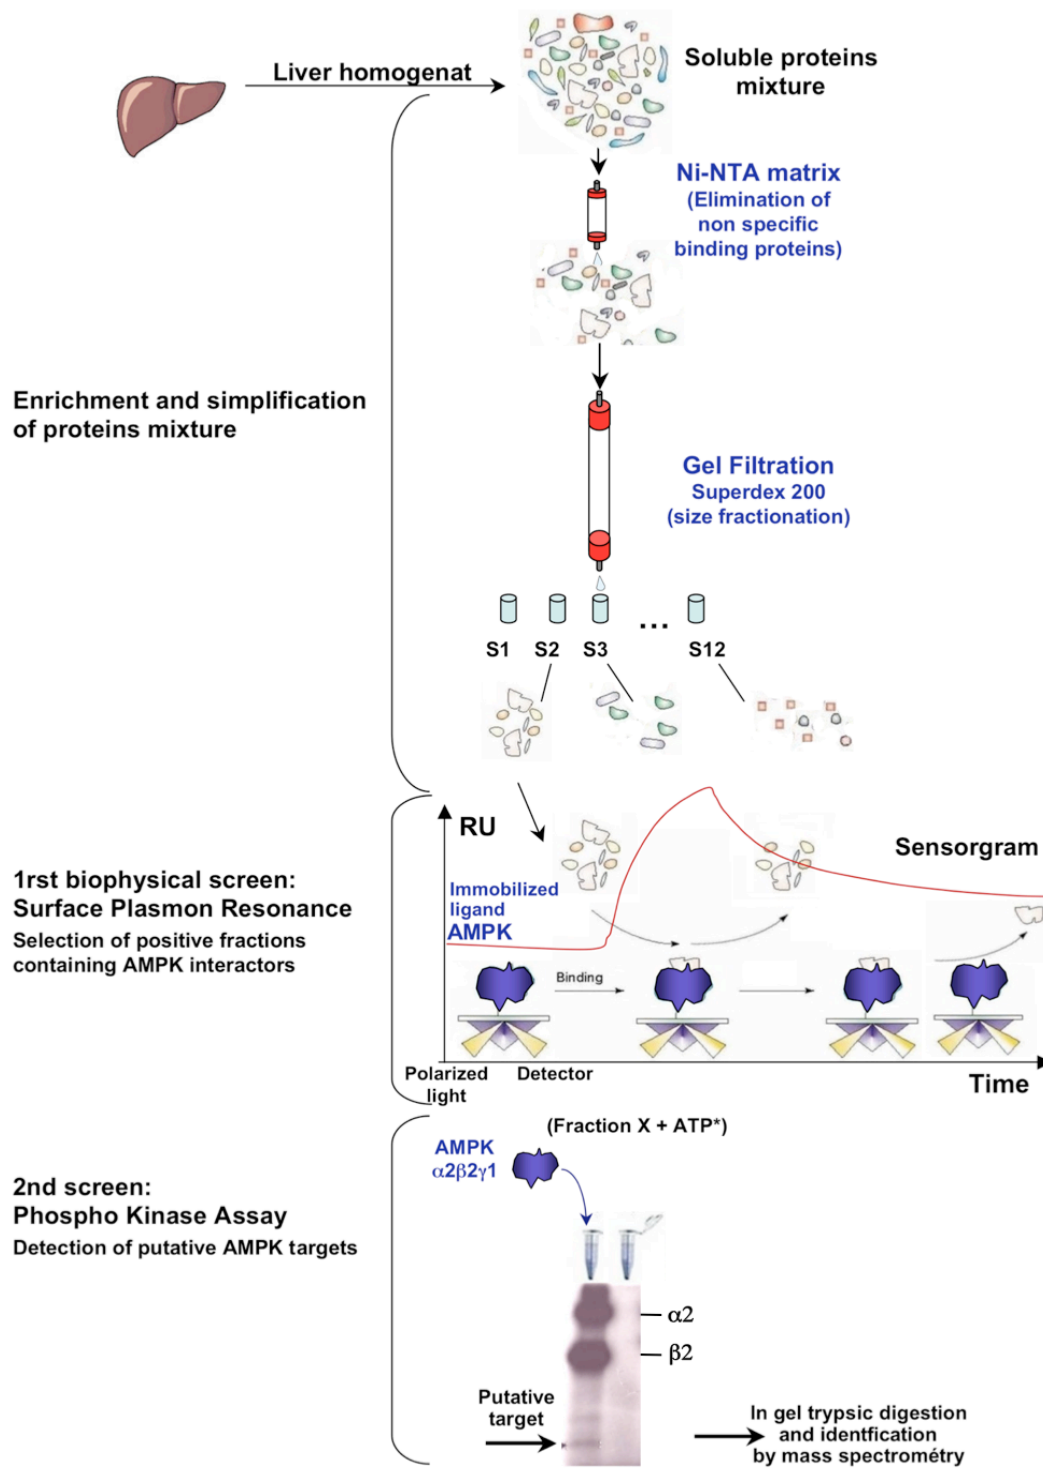 Liver homogenat
Soluble proteins
mixture
Ni-NTA matrix
(Elimination of
non specific
binding proteins)
Enrichment and simplification
of proteins mixture
Gel Filtration
Superdex 200
(size fractionation)
...
S1 S2 S3 S12
RU
Sensorgram
1rst biophysical screen:
Surface Plasmon Resonance
Selection of positive fractions
containing AMPK interactors
Immobilized
ligand
AMPK
Binding
Polarized
light
Detector
Time
(Fraction X + ATP*)
AMPK
α2β2γ1
2nd screen:
Phospho Kinase Assay
Detection of putative AMPK targets
α2
β2
Putative
target
In gel trypsic digestion
and identfication
by mass spectrométry